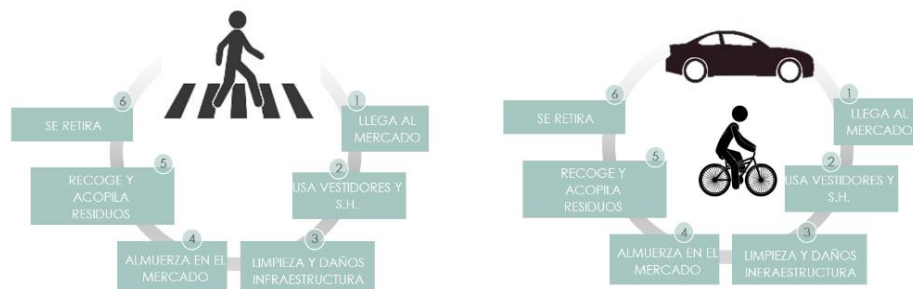 1
LLEGA AL
MERCADO
2
USA VESTIDORES Y
S.H.
3
LIMPIEZA Y DAÑOS
INFRAESTRUCTURA
4
ALMUERZA EN EL
MERCADO
5
RECOGE Y
ACOPILA
RESIDUOS
6
SE RETIRA
1
LLEGA AL
MERCADO
2
USA VESTIDORES Y
S.H.
3
LIMPIEZA Y DAÑOS
INFRAESTRUCTURA
4
ALMUERZA EN EL
MERCADO
5
RECOGE Y
ACOPILA
RESIDUOS
6
SE RETIRA